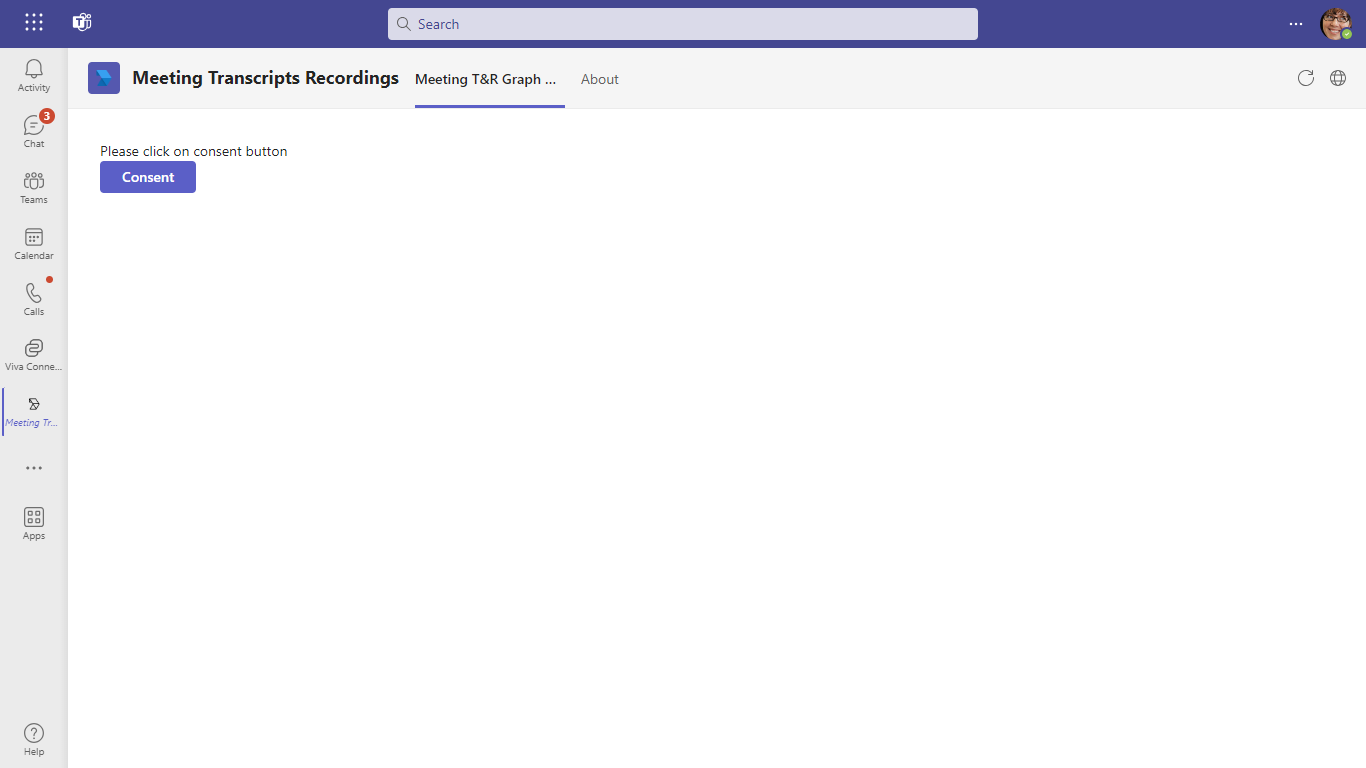 Search
Activity
Chat
3
Teams
Calendar
Calls
Viva Conne...
Meeting Tr...
Apps
Help
Meeting Transcripts Recordings
Meeting T&R Graph ...
About
Please click on consent button
Consent